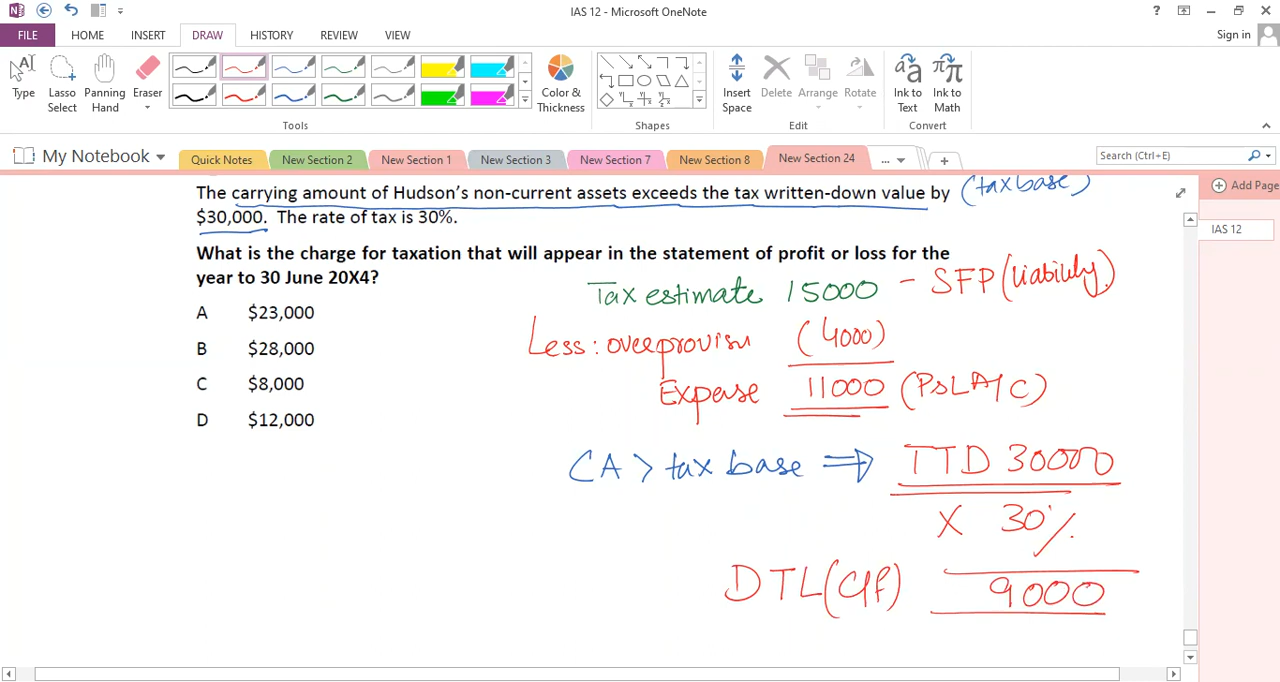 IAS 12 - Microsoft OneNote
FILE HOME INSERT DRAW HISTORY REVIEW VIEW
Sign in
Type Lasso Select Panning Hand Eraser Color & Thickness Insert Space Delete Arrange Rotate Ink to Text Ink to Math
Tools Shapes Edit Convert
My Notebook Quick Notes New Section 2 New Section 1 New Section 3 New Section 7 New Section 8 New Section 24 ... Search (Ctrl+E)
Add Page
IAS 12
The carrying amount of Hudson's non-current assets exceeds the tax written-down value by (tax base)
$30,000. The rate of tax is 30%.
What is the charge for taxation that will appear in the statement of profit or loss for the
year to 30 June 20X4?
A $23,000
B $28,000
C $8,000
D $12,000
Tax estimate 15000 - SFP (liability)
Less: overprovisn (4000)
Expense 11000 (PsL A/C)
CA > tax base ⇒ TTD 30000
X 30%
DTL (C/f) 9000